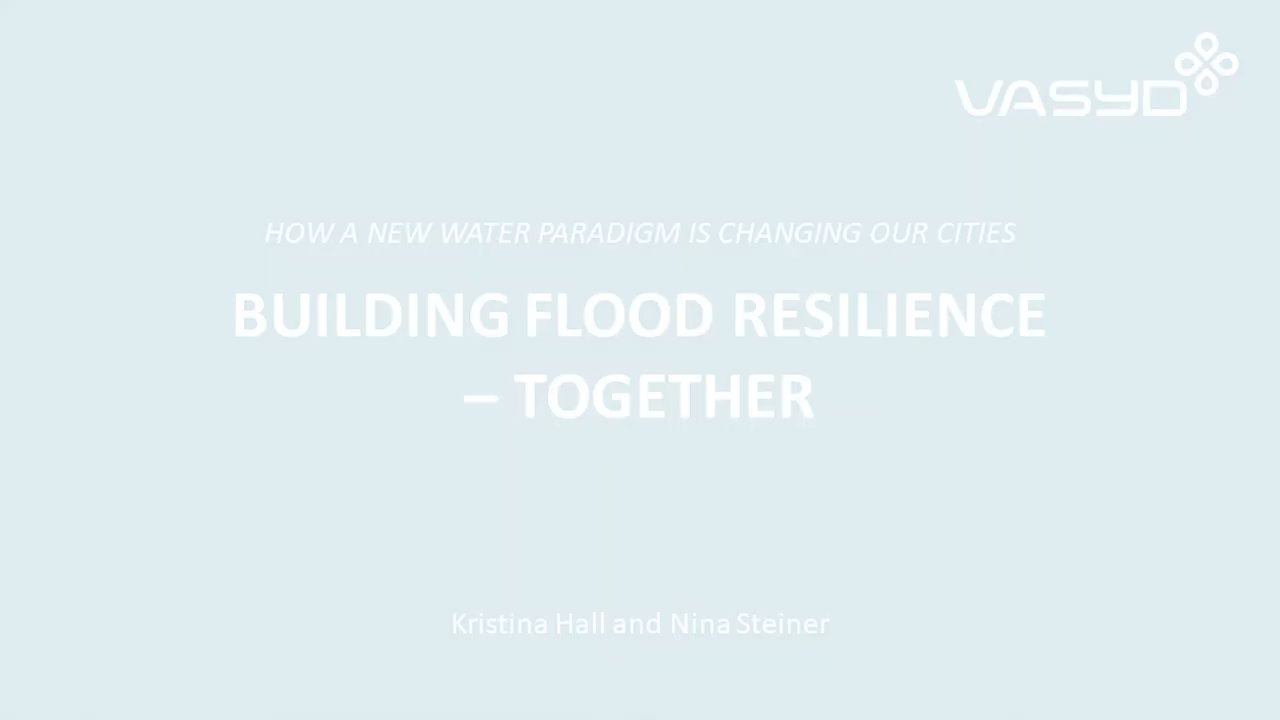 VASYD
HOW A NEW WATER PARADIGM IS CHANGING OUR CITIES
BUILDING FLOOD RESILIENCE
– TOGETHER
Kristina Hall and Nina Steiner